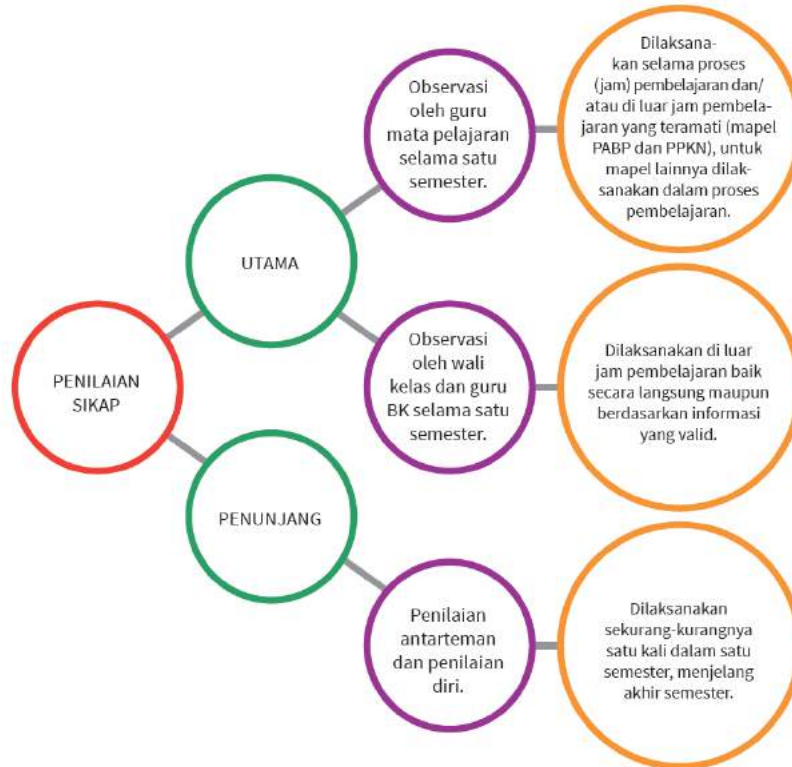 PENILAIAN
SIKAP
UTAMA
Observasi
oleh guru
mata pelajaran
selama satu
semester.
Dilaksana-
kan selama proses
(jam) pembelajaran dan/
atau di luar jam pembela-
jaran yang teramati (mapel
PABP dan PPKN), untuk
mapel lainnya dilak-
sanakan dalam proses
pembelajaran.
Observasi
oleh wali
kelas dan guru
BK selama satu
semester.
Dilaksanakan di luar
jam pembelajaran baik
secara langsung maupun
berdasarkan informasi
yang valid.
PENUNJANG
Penilaian
antarteman
dan penilaian
diri.
Dilaksanakan
sekurang-kurangnya
satu kali dalam satu
semester, menjelang
akhir semester.